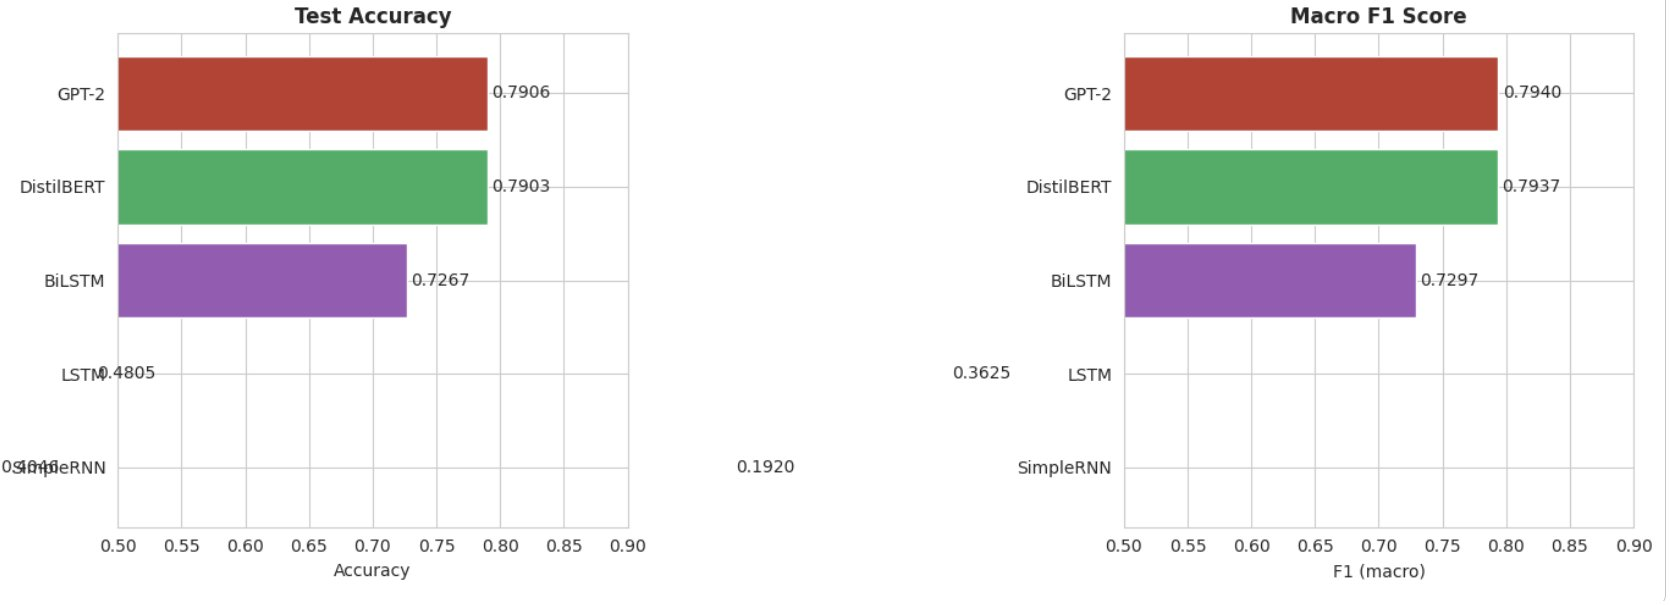 Test Accuracy
GPT-2 0.7906
DistilBERT 0.7903
BiLSTM 0.7267
LSTM 0.4805
0.4046 SimpleRNN
0.50 0.55 0.60 0.65 0.70 0.75 0.80 0.85 0.90
Accuracy
Macro F1 Score
GPT-2 0.7940
DistilBERT 0.7937
BiLSTM 0.7297
0.3625 LSTM
0.1920 SimpleRNN
0.50 0.55 0.60 0.65 0.70 0.75 0.80 0.85 0.90
F1 (macro)